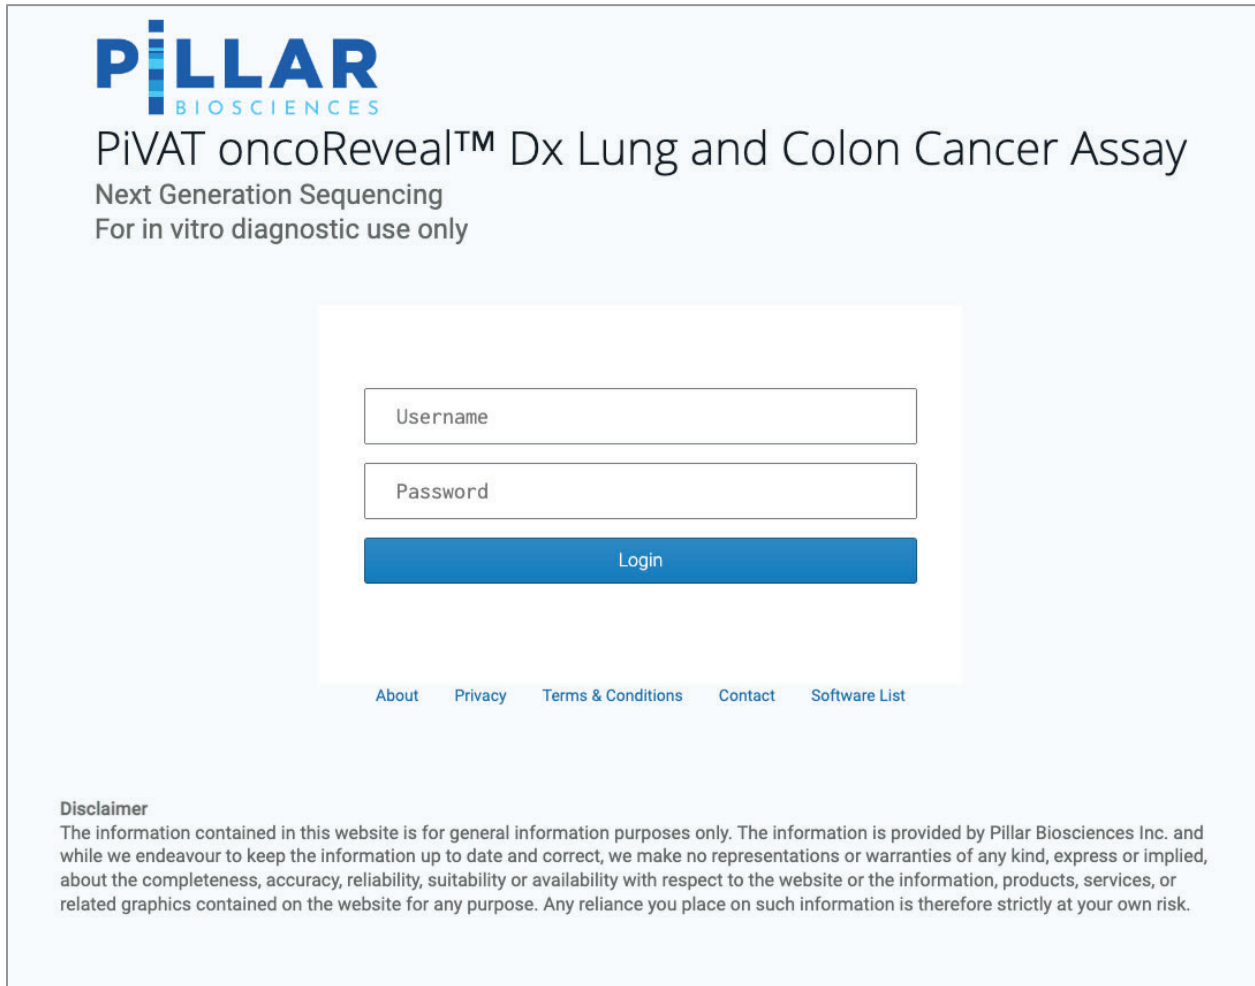 PiLLAR
BIOSCIENCES
PiVAT oncoReveal™ Dx Lung and Colon Cancer Assay
Next Generation Sequencing
For in vitro diagnostic use only
Username
Password
Login
About Privacy Terms & Conditions Contact Software List
Disclaimer
The information contained in this website is for general information purposes only. The information is provided by Pillar Biosciences Inc. and
while we endeavour to keep the information up to date and correct, we make no representations or warranties of any kind, express or implied,
about the completeness, accuracy, reliability, suitability or availability with respect to the website or the information, products, services, or
related graphics contained on the website for any purpose. Any reliance you place on such information is therefore strictly at your own risk.